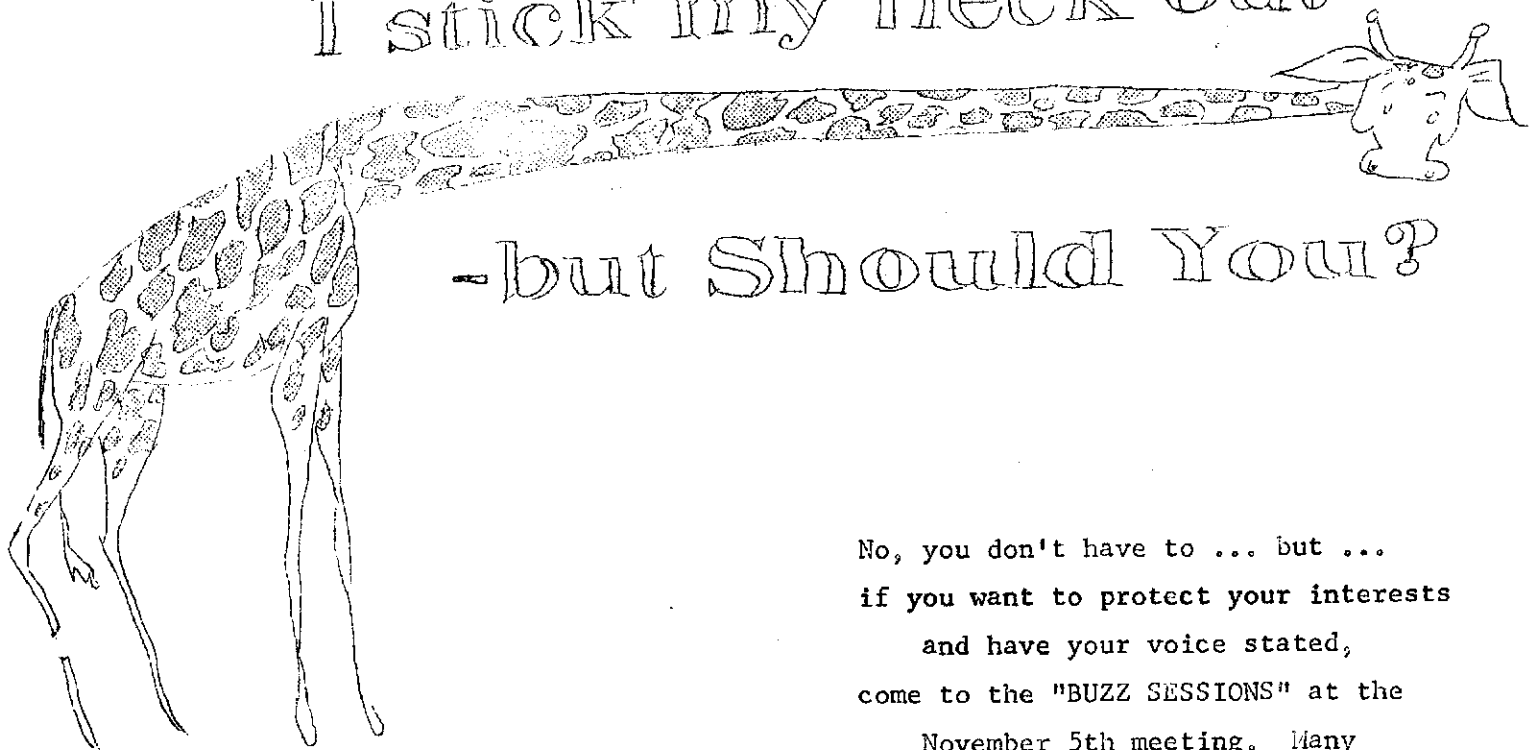 I stick my neck out
-but Should You?
No, you don't have to ... but ...
if you want to protect your interests
and have your voice stated,
come to the "BUZZ SESSIONS" at the
November 5th meeting. Many